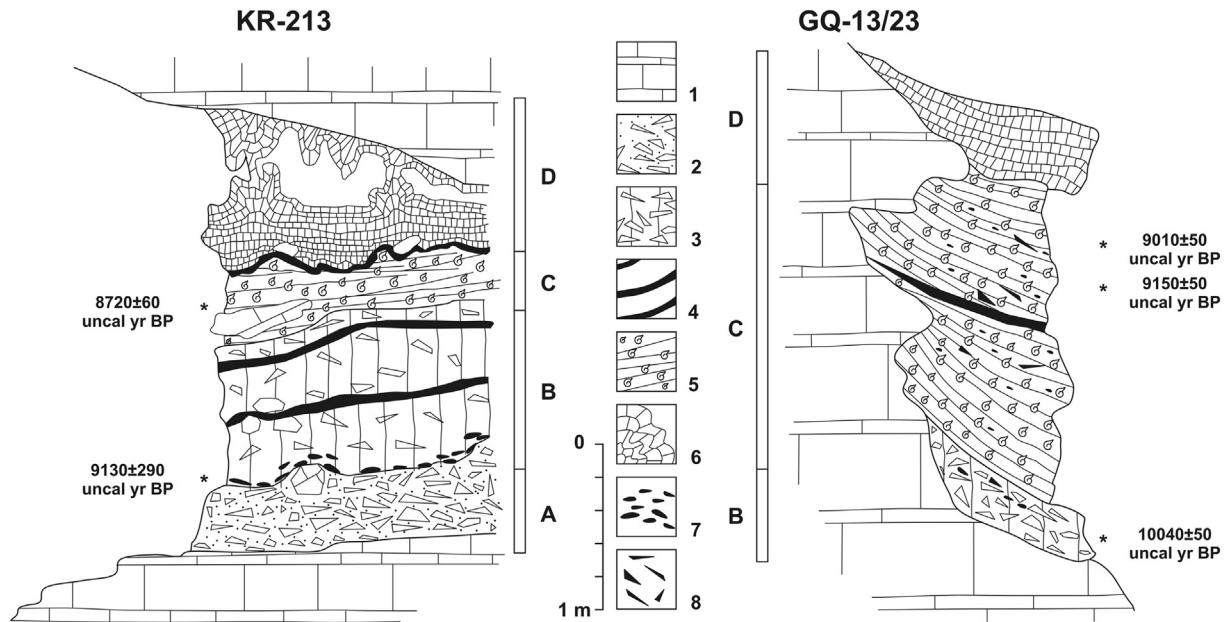 KR-213
GQ-13/23
1
2
3
4
5
6
7
8
D
C
B
A
8720±60
uncal yr BP
9130±290
uncal yr BP
*
*
0
1 m
D
C
B
*
9010±50
uncal yr BP
*
9150±50
uncal yr BP
*
10040±50
uncal yr BP